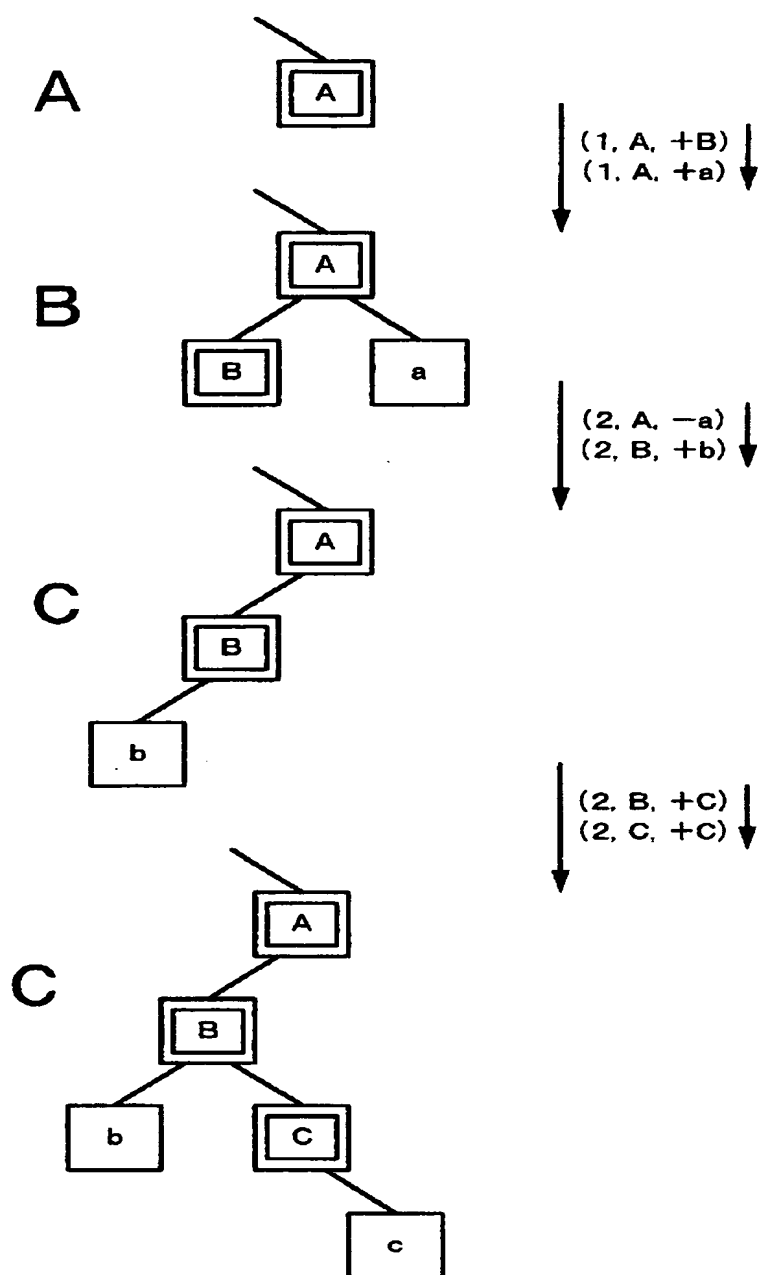 A
A
(1, A, +B)
(1, A, +a)
A
B
B
a
(2, A, −a)
(2, B, +b)
A
C
B
b
(2, B, +C)
(2, C, +C)
A
C
B
b
C
c